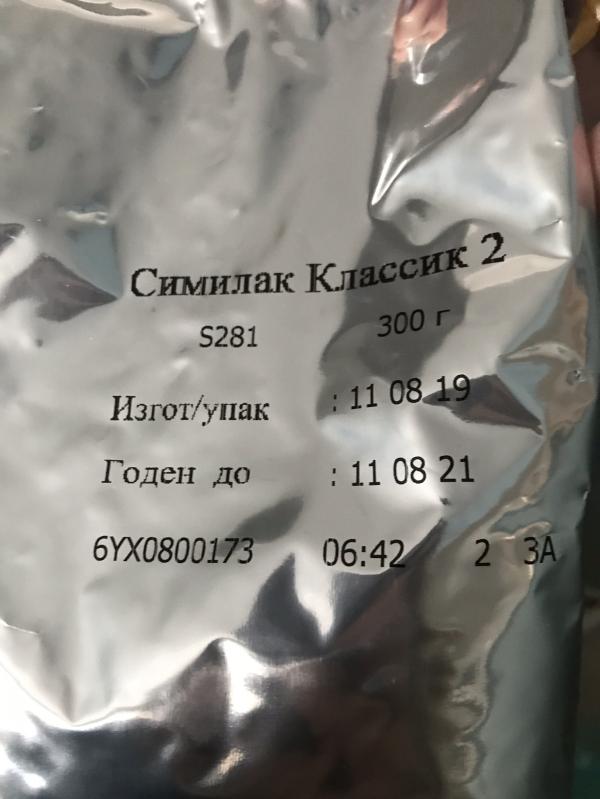 Симилак Классик 2
S281 300 г
Изгот/упак : 11 08 19
Годен до : 11 08 21
6YX0800173 06:42 2 3A